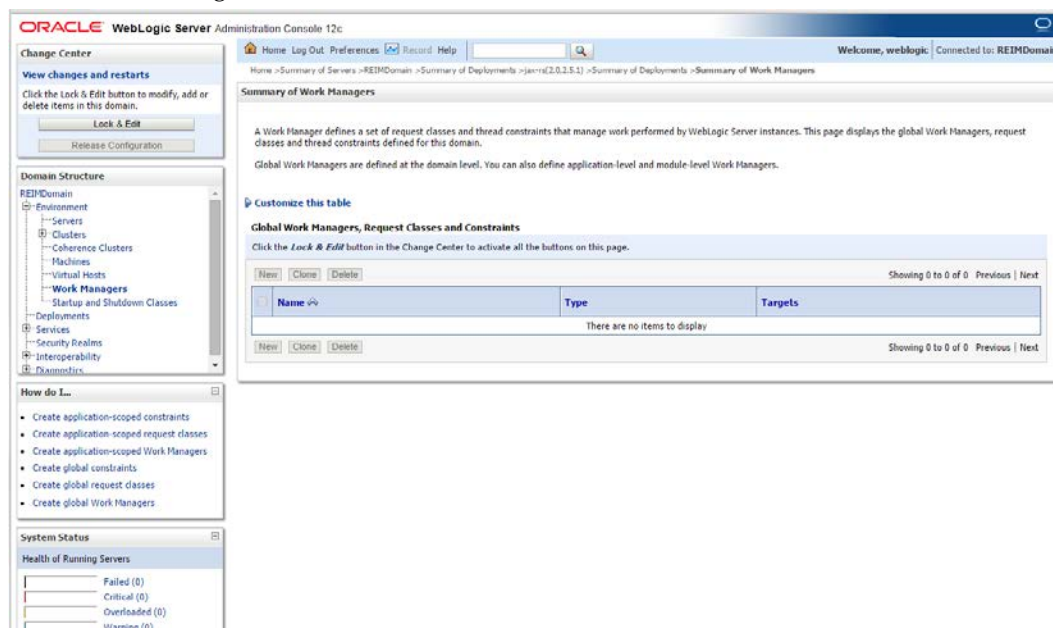 ORACLE WebLogic Server Administration Console 12c
Change Center
View changes and restarts
Click the Lock & Edit button to modify, add or
delete items in this domain.
Lock & Edit
Release Configuration
Domain Structure
REIMDomain
Environment
Servers
Clusters
Coherence Clusters
Machines
Virtual Hosts
Work Managers
Startup and Shutdown Classes
Deployments
Services
Security Realms
Interoperability
Diagnostics
How do I...
Create application-scoped constraints
Create application-scoped request classes
Create application-scoped Work Managers
Create global constraints
Create global request classes
Create global Work Managers
System Status
Health of Running Servers
Failed (0)
Critical (0)
Overloaded (0)
Warning (0)
Home Log Out Preferences Record Help
Welcome, weblogic Connected to: REIMDomain
Home >Summary of Servers >REIMDomain >Summary of Deployments >jax-rs(2.0,2.5.1) >Summary of Deployments >Summary of Work Managers
Summary of Work Managers
A Work Manager defines a set of request classes and thread constraints that manage work performed by WebLogic Server instances. This page displays the global Work Managers, request
classes and thread constraints defined for this domain.
Global Work Managers are defined at the domain level. You can also define application-level and module-level Work Managers.
Customize this table
Global Work Managers, Request Classes and Constraints
Click the Lock & Edit button in the Change Center to activate all the buttons on this page.
New Clone Delete Showing 0 to 0 of 0 Previous | Next
Name Type Targets
There are no items to display
New Clone Delete Showing 0 to 0 of 0 Previous | Next